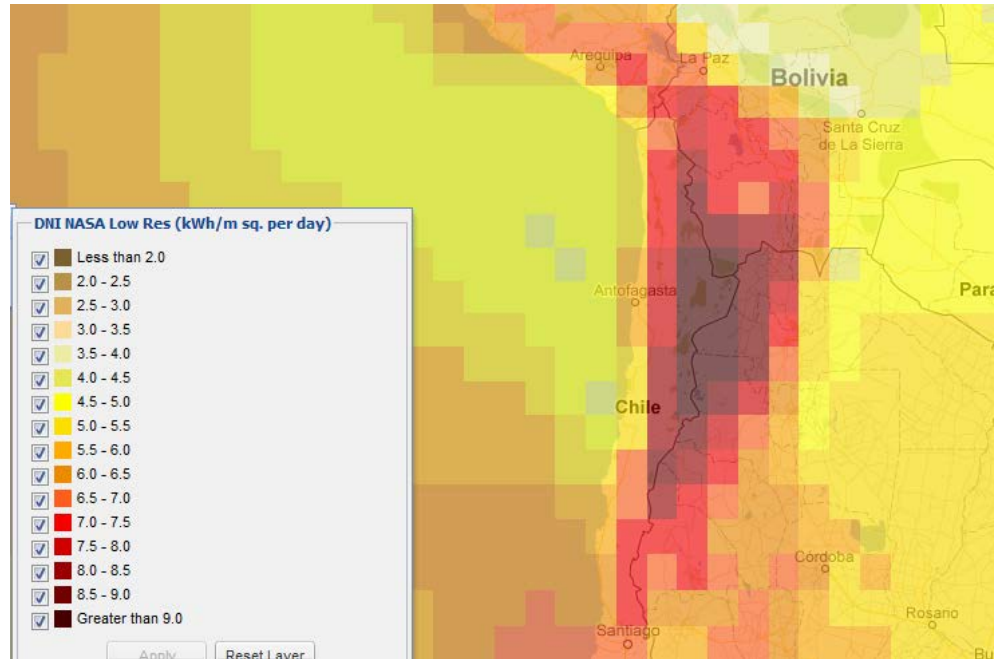 Arequipa
La Paz
Bolivia
Santa Cruz
de La Sierra
DNI NASA Low Res (kWh/m sq. per day)
Less than 2.0
2.0 - 2.5
2.5 - 3.0
3.0 - 3.5
3.5 - 4.0
4.0 - 4.5
4.5 - 5.0
5.0 - 5.5
5.5 - 6.0
6.0 - 6.5
6.5 - 7.0
7.0 - 7.5
7.5 - 8.0
8.0 - 8.5
8.5 - 9.0
Greater than 9.0
Apply
Reset Layer
Antofagasta
Para
Chile
Córdoba
Rosario
Santiago
Bu